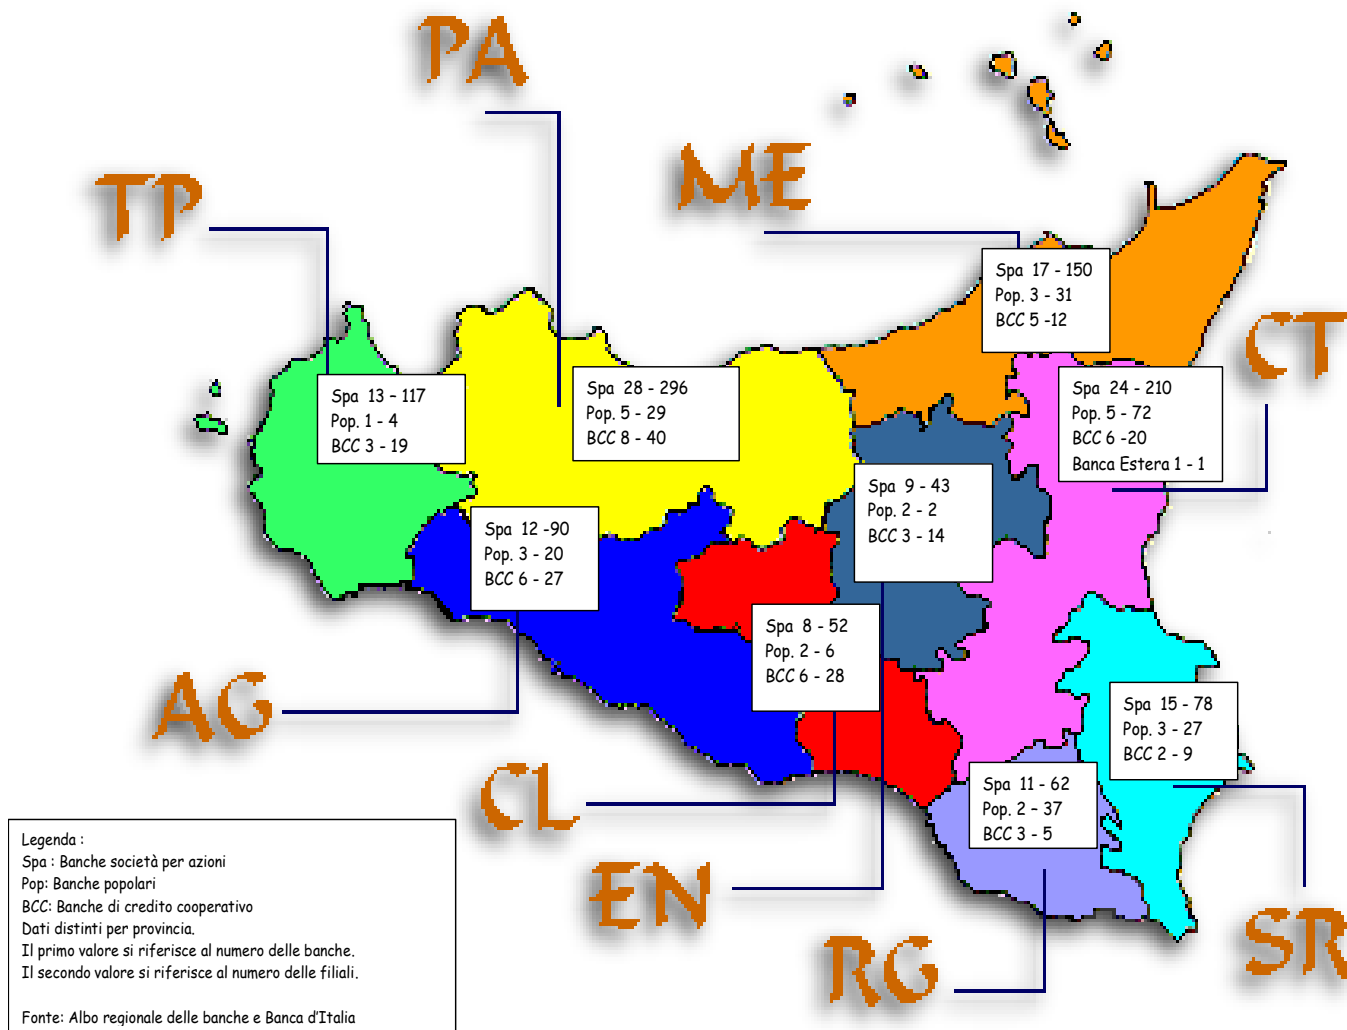 PA
TP
ME
Spa 17 - 150
Pop. 3 - 31
BCC 5 -12
CT
Spa 13 - 117
Pop. 1 - 4
BCC 3 - 19
Spa 28 - 296
Pop. 5 - 29
BCC 8 - 40
Spa 24 - 210
Pop. 5 - 72
BCC 6 -20
Banca Estera 1 - 1
Spa 9 - 43
Pop. 2 - 2
BCC 3 - 14
Spa 12 -90
Pop. 3 - 20
BCC 6 - 27
Spa 8 - 52
Pop. 2 - 6
BCC 6 - 28
AG
Spa 15 - 78
Pop. 3 - 27
BCC 2 - 9
CL
Spa 11 - 62
Pop. 2 - 37
BCC 3 - 5
EN
RG
SR
Legenda :
Spa : Banche società per azioni
Pop: Banche popolari
BCC: Banche di credito cooperativo
Dati distinti per provincia.
Il primo valore si riferisce al numero delle banche.
Il secondo valore si riferisce al numero delle filiali.
Fonte: Albo regionale delle banche e Banca d'Italia